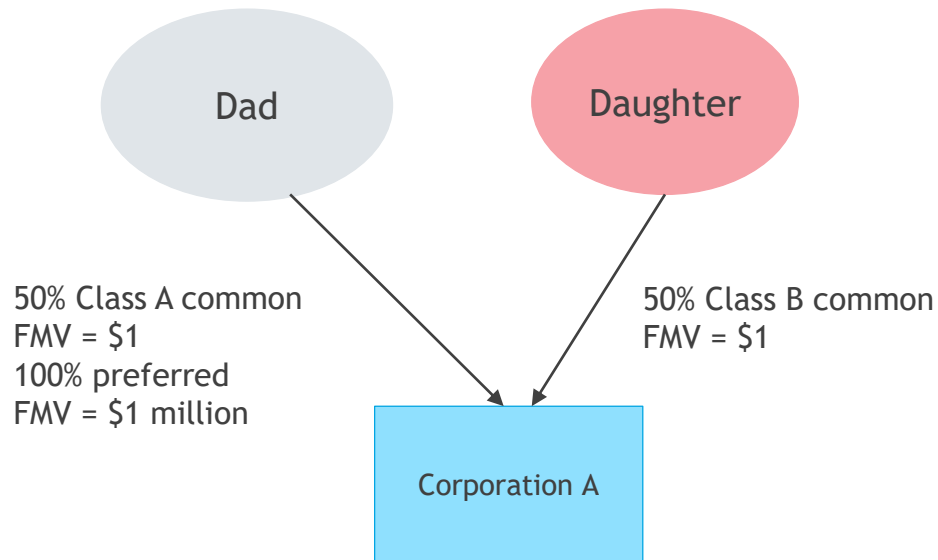 Dad
Daughter
50% Class A common
FMV = $1
100% preferred
FMV = $1 million
50% Class B common
FMV = $1
Corporation A